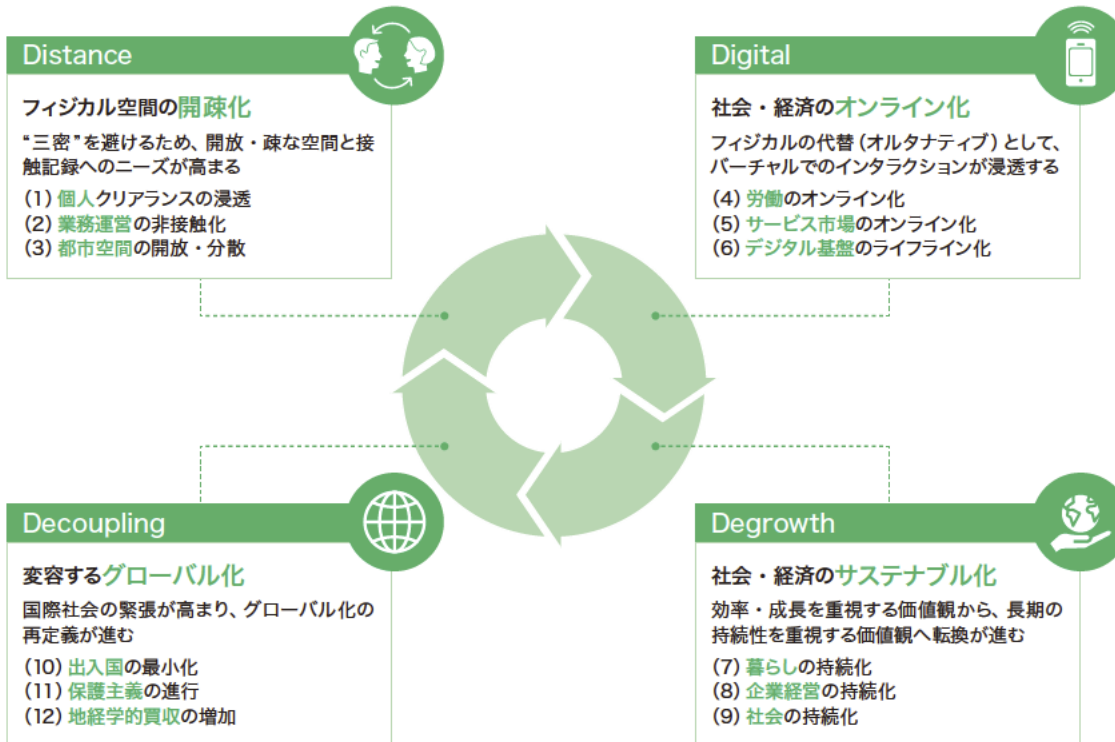 Distance
フィジカル空間の開疎化
“三密”を避けるため、開放・疎な空間と接
触記録へのニーズが高まる
(1) 個人クリアランスの浸透
(2) 業務運営の非接触化
(3) 都市空間の開放・分散
Digital
社会・経済のオンライン化
フィジカルの代替(オルタナティブ)として、
バーチャルでのインタラクションが浸透する
(4) 労働のオンライン化
(5) サービス市場のオンライン化
(6) デジタル基盤のライフライン化
Decoupling
変容するグローバル化
国際社会の緊張が高まり、グローバル化の
再定義が進む
(10) 出入国の最小化
(11) 保護主義の進行
(12) 地経学的買収の増加
Degrowth
社会・経済のサステナブル化
効率・成長を重視する価値観から、長期の
持続性を重視する価値観へ転換が進む
(7) 暮らしの持続化
(8) 企業経営の持続化
(9) 社会の持続化